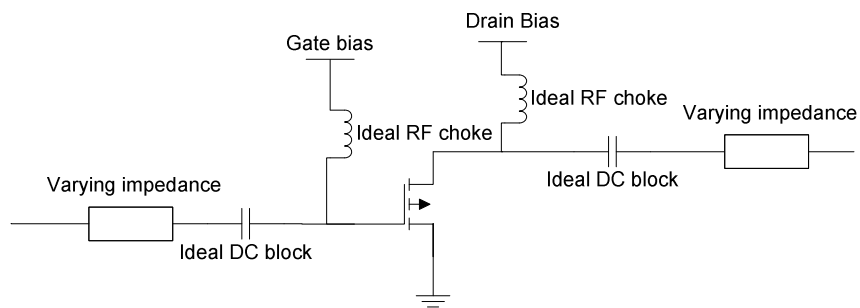 Drain Bias
Gate bias
Ideal RF choke
Varying impedance
Ideal RF choke
Ideal DC block
Varying impedance
Ideal DC block